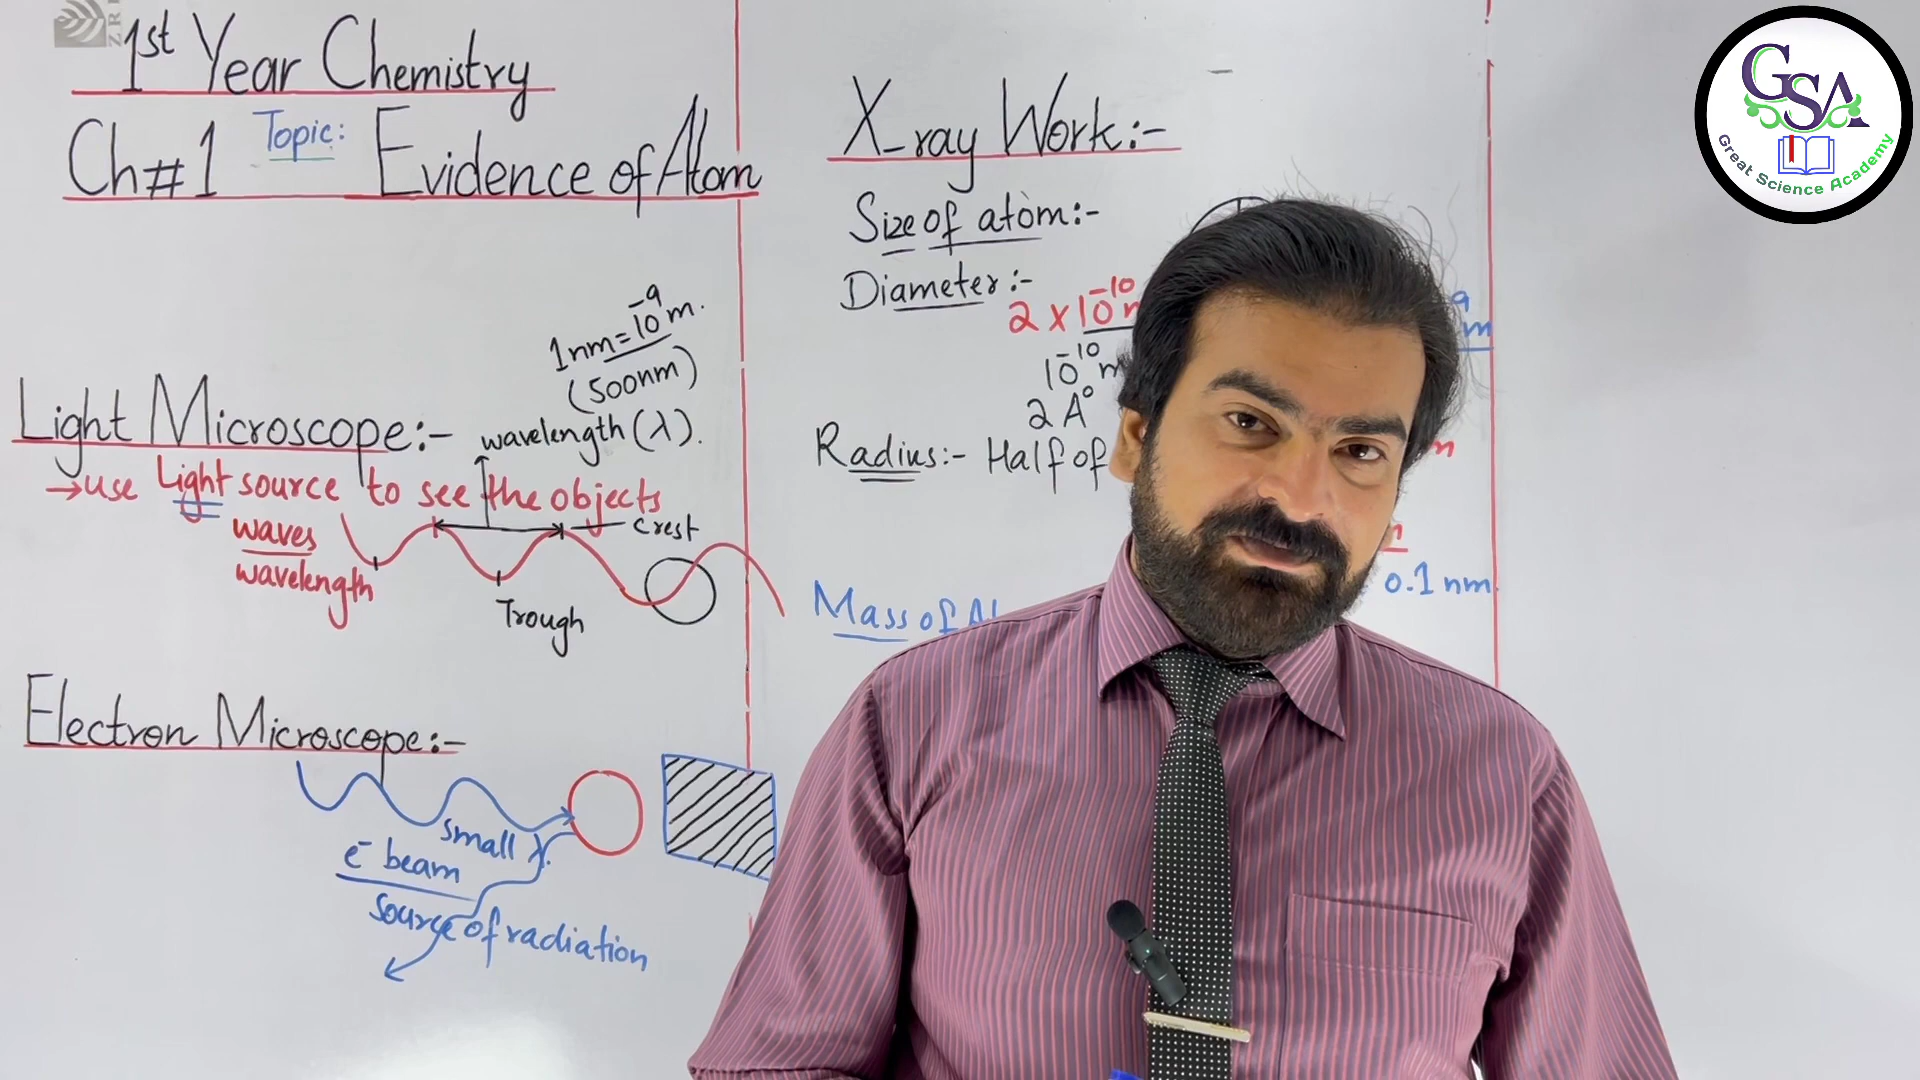 1st Year Chemistry
Ch#1 Topic: Evidence of Atom
1nm=10⁻⁹m.
(500nm)
Light Microscope:- wavelength (λ).
→use Light source to see the objects
waves
crest
wavelength
Trough
Electron Microscope:-
small λ.
e⁻ beam
source of radiation
X-ray Work:-
Size of atom:-
Diameter:-
2 x 10⁻¹⁰
10⁻¹⁰ m
2 A°
Radius:- Half of
0.1 nm
Mass of
GSA
Great Science Academy